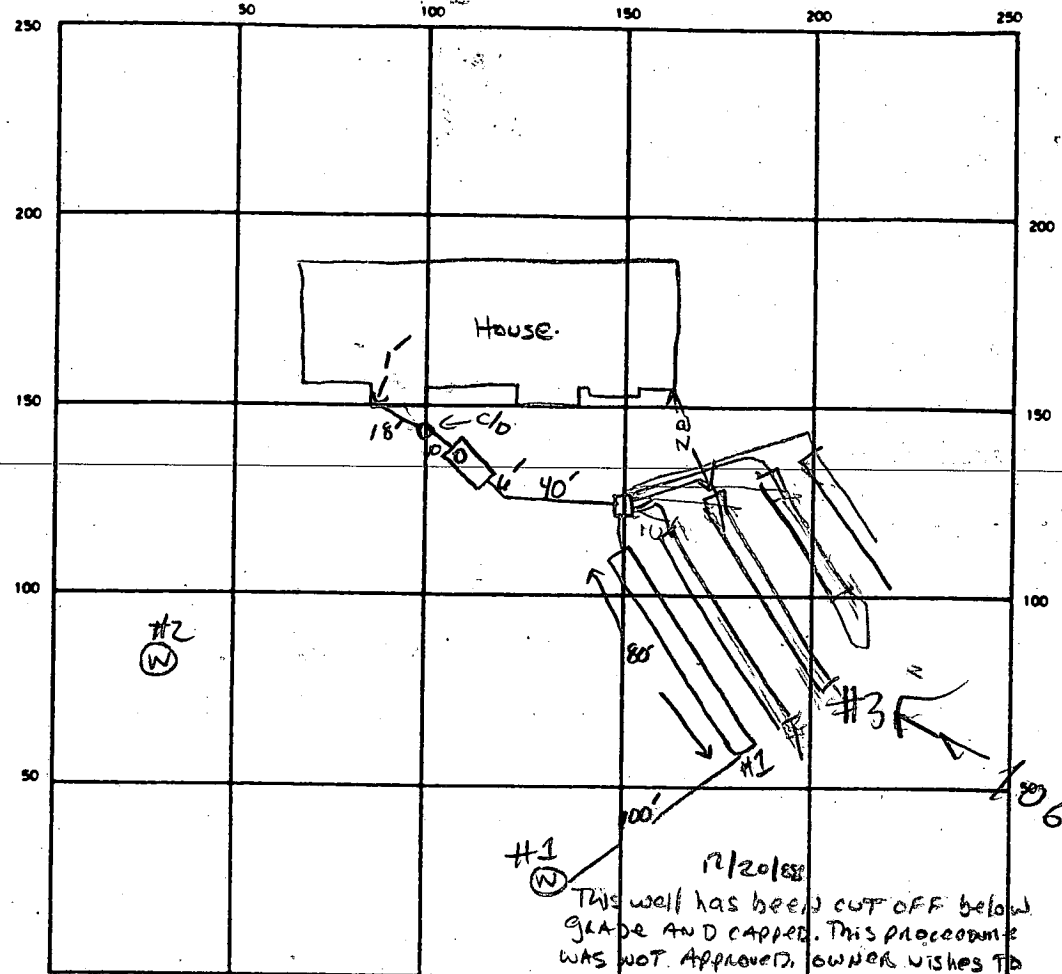 50 100 150 200 250
250
200 200
House.
150 150
18' C/O
4' 40'
100 100
#2
W
80'
N
#3
50 50
#1
100'
#1
W
12/20/88
This well has been CUT OFF below
GRADE AND CAPPED. This procedure
WAS NOT Approved. OWNER WISHES TO